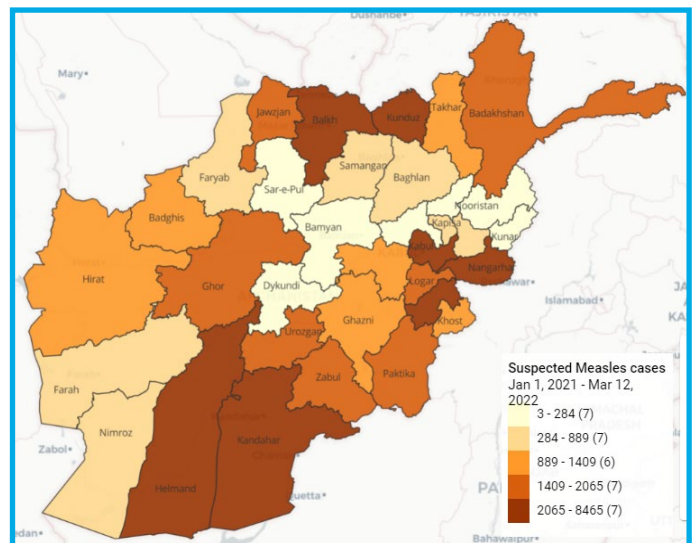 Dushanbe
TAJIKISTAN
Mary
Jawzjan
Balkh
Kunduz
Takhar
Badakhshan
Faryab
Samangan
Baghlan
Sar-e-Pul
Nooristan
Badghis
Bamyan
Kapisa
Kunar
Kabul
Hirat
Nangarhar
Ghor
Dykundi
Logar
Islamabad
Urozgan
Ghazni
Khost
Farah
Zabul
Paktika
Nimroz
Kandahar
Zabol
Helmand
Quetta
Bahawalpur
Suspected Measles cases
Jan 1, 2021 - Mar 12,
2022
3 - 284 (7)
284 - 889 (7)
889 - 1409 (6)
1409 - 2065 (7)
2065 - 8465 (7)